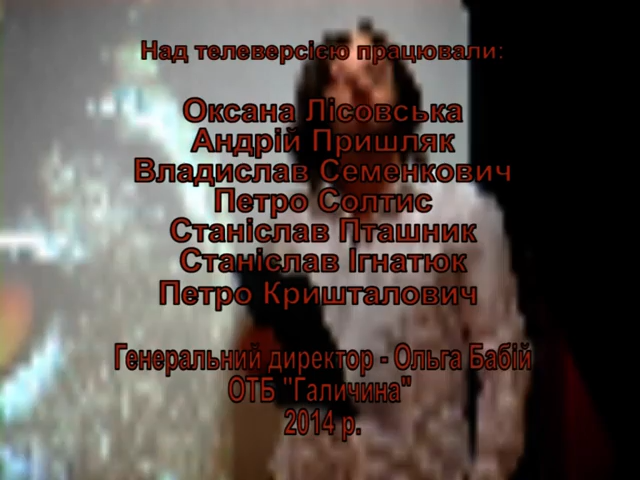 Над телеверсією працювали:
Оксана Лісовська
Андрій Пришляк
Владислав Семенкович
Петро Солтис
Станіслав Пташник
Станіслав Ігнатюк
Петро Кришталович
Генеральний директор - Ольга Бабій
ОТБ "Галичина"
2014 р.